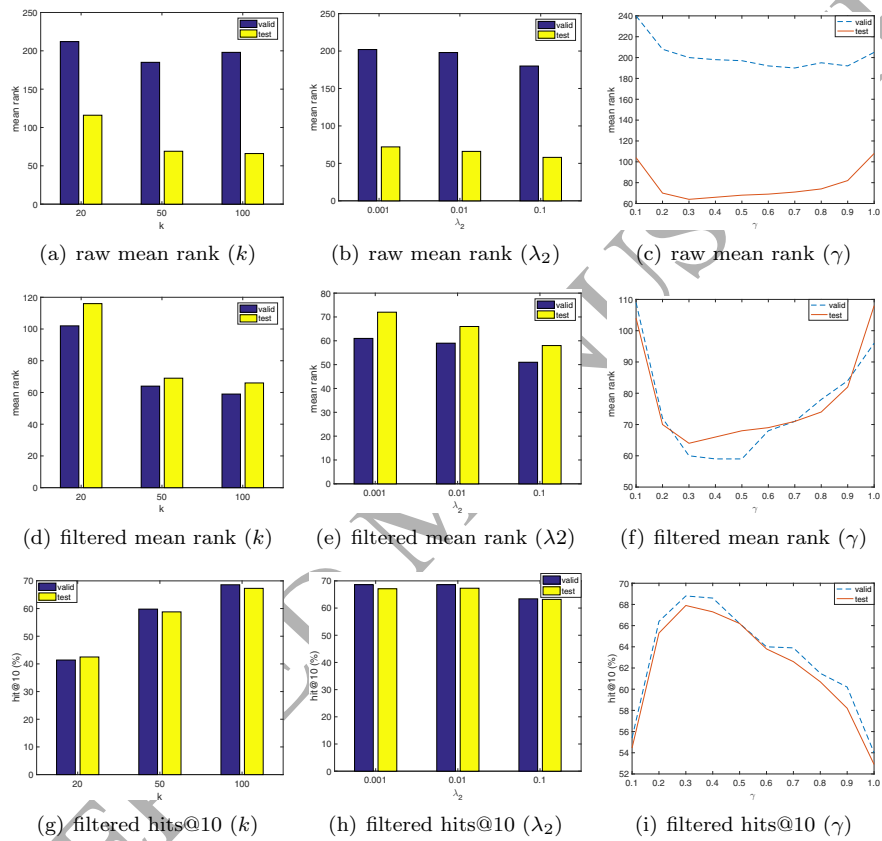 250
200
150
100
50
0
mean rank
20
50
100
k
valid
test
(a) raw mean rank (k)
250
200
150
100
50
0
mean rank
0.001
0.01
0.1
λ2
valid
test
(b) raw mean rank (λ2)
240
220
200
180
160
140
120
100
80
60
mean rank
0.1 0.2 0.3 0.4 0.5 0.6 0.7 0.8 0.9 1.0
γ
valid
test
(c) raw mean rank (γ)
120
100
80
60
40
20
0
mean rank
20
50
100
k
valid
test
(d) filtered mean rank (k)
80
70
60
50
40
30
20
10
0
mean rank
0.001
0.01
0.1
λ2
valid
test
(e) filtered mean rank (λ2)
110
100
90
80
70
60
50
mean rank
0.1 0.2 0.3 0.4 0.5 0.6 0.7 0.8 0.9 1.0
γ
valid
test
(f) filtered mean rank (γ)
70
60
50
40
30
20
10
0
hit@10 (%)
20
50
100
k
valid
test
(g) filtered hits@10 (k)
70
60
50
40
30
20
10
0
hit@10 (%)
0.001
0.01
0.1
λ2
valid
test
(h) filtered hits@10 (λ2)
70
68
66
64
62
60
58
56
54
52
hit@10 (%)
0.1 0.2 0.3 0.4 0.5 0.6 0.7 0.8 0.9 1.0
γ
valid
test
(i) filtered hits@10 (γ)